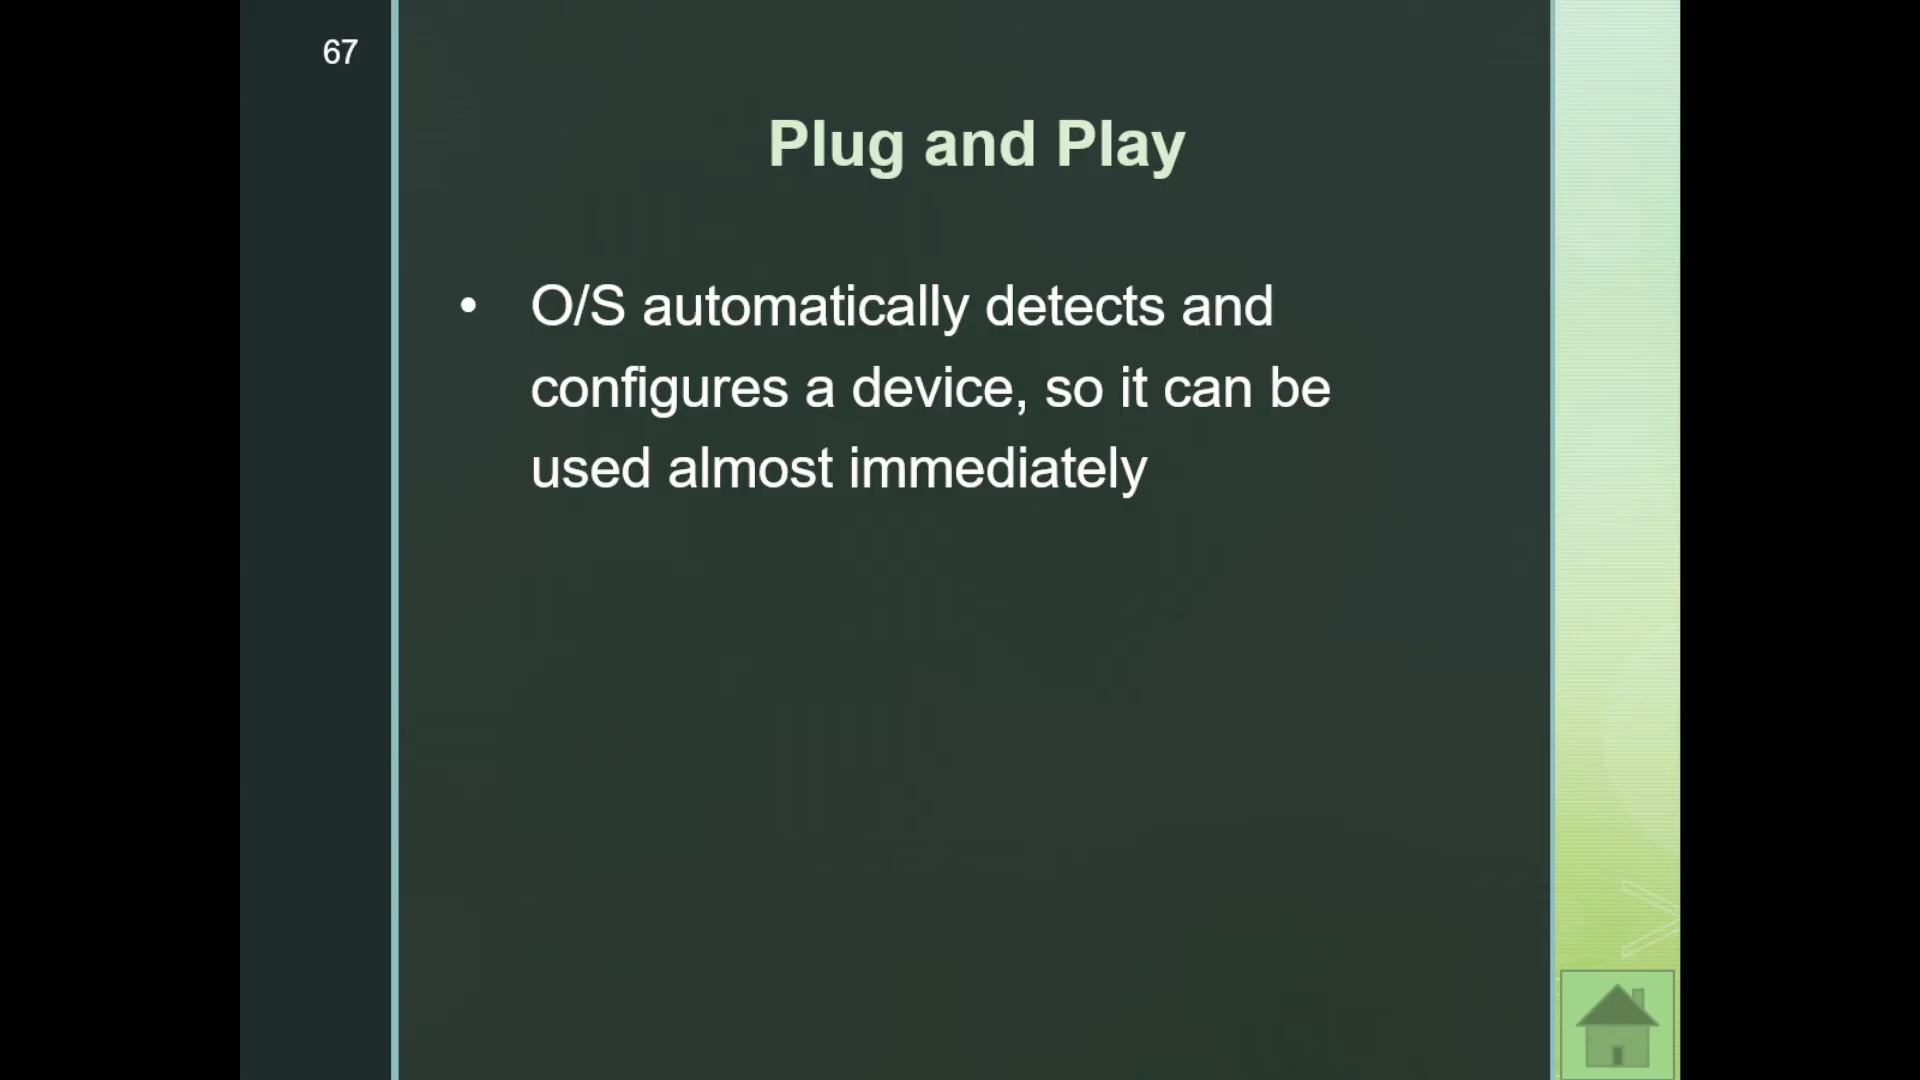 67
Plug and Play
• O/S automatically detects and
configures a device, so it can be
used almost immediately